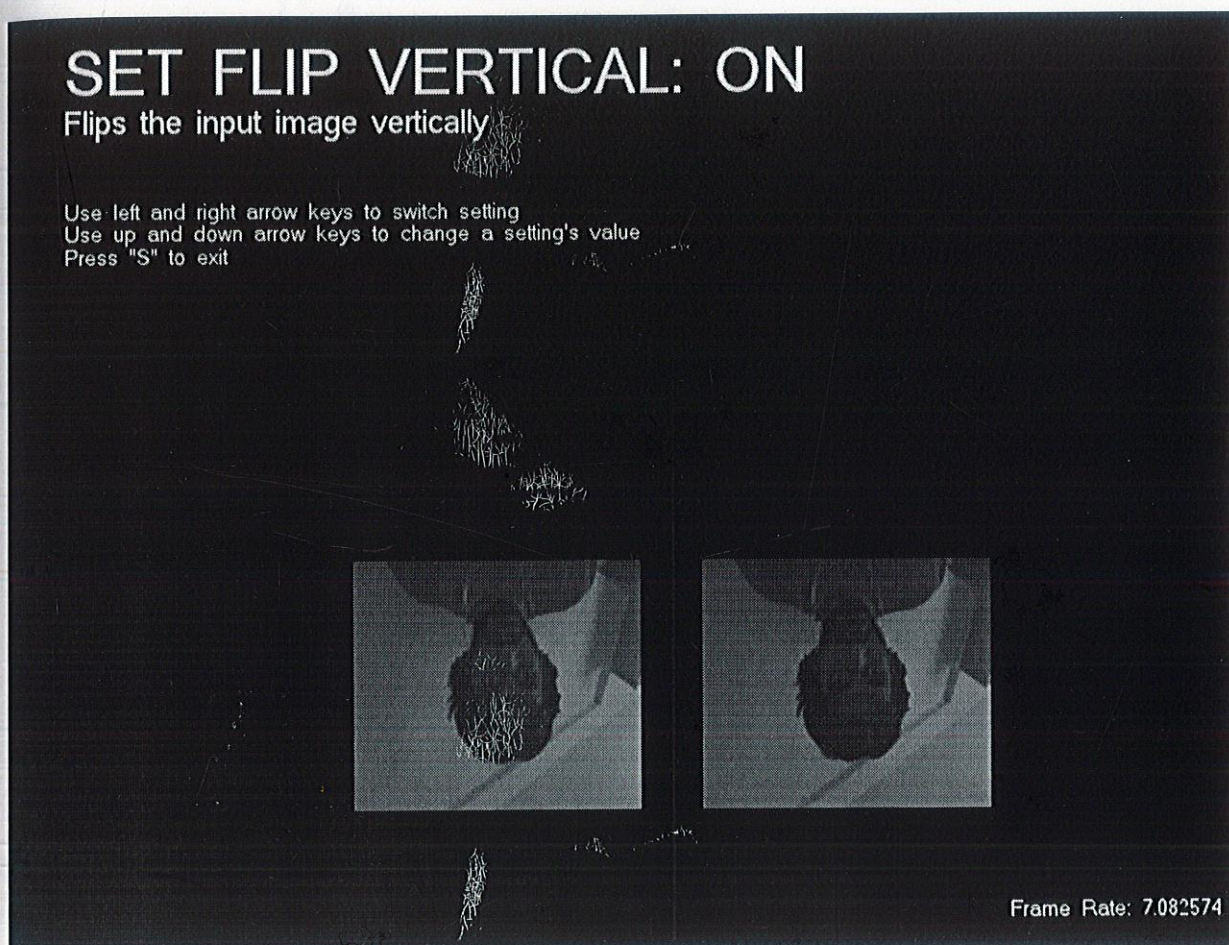 SET FLIP VERTICAL: ON
Flips the input image vertically
Use left and right arrow keys to switch setting
Use up and down arrow keys to change a setting's value
Press "S" to exit
Frame Rate: 7.082574